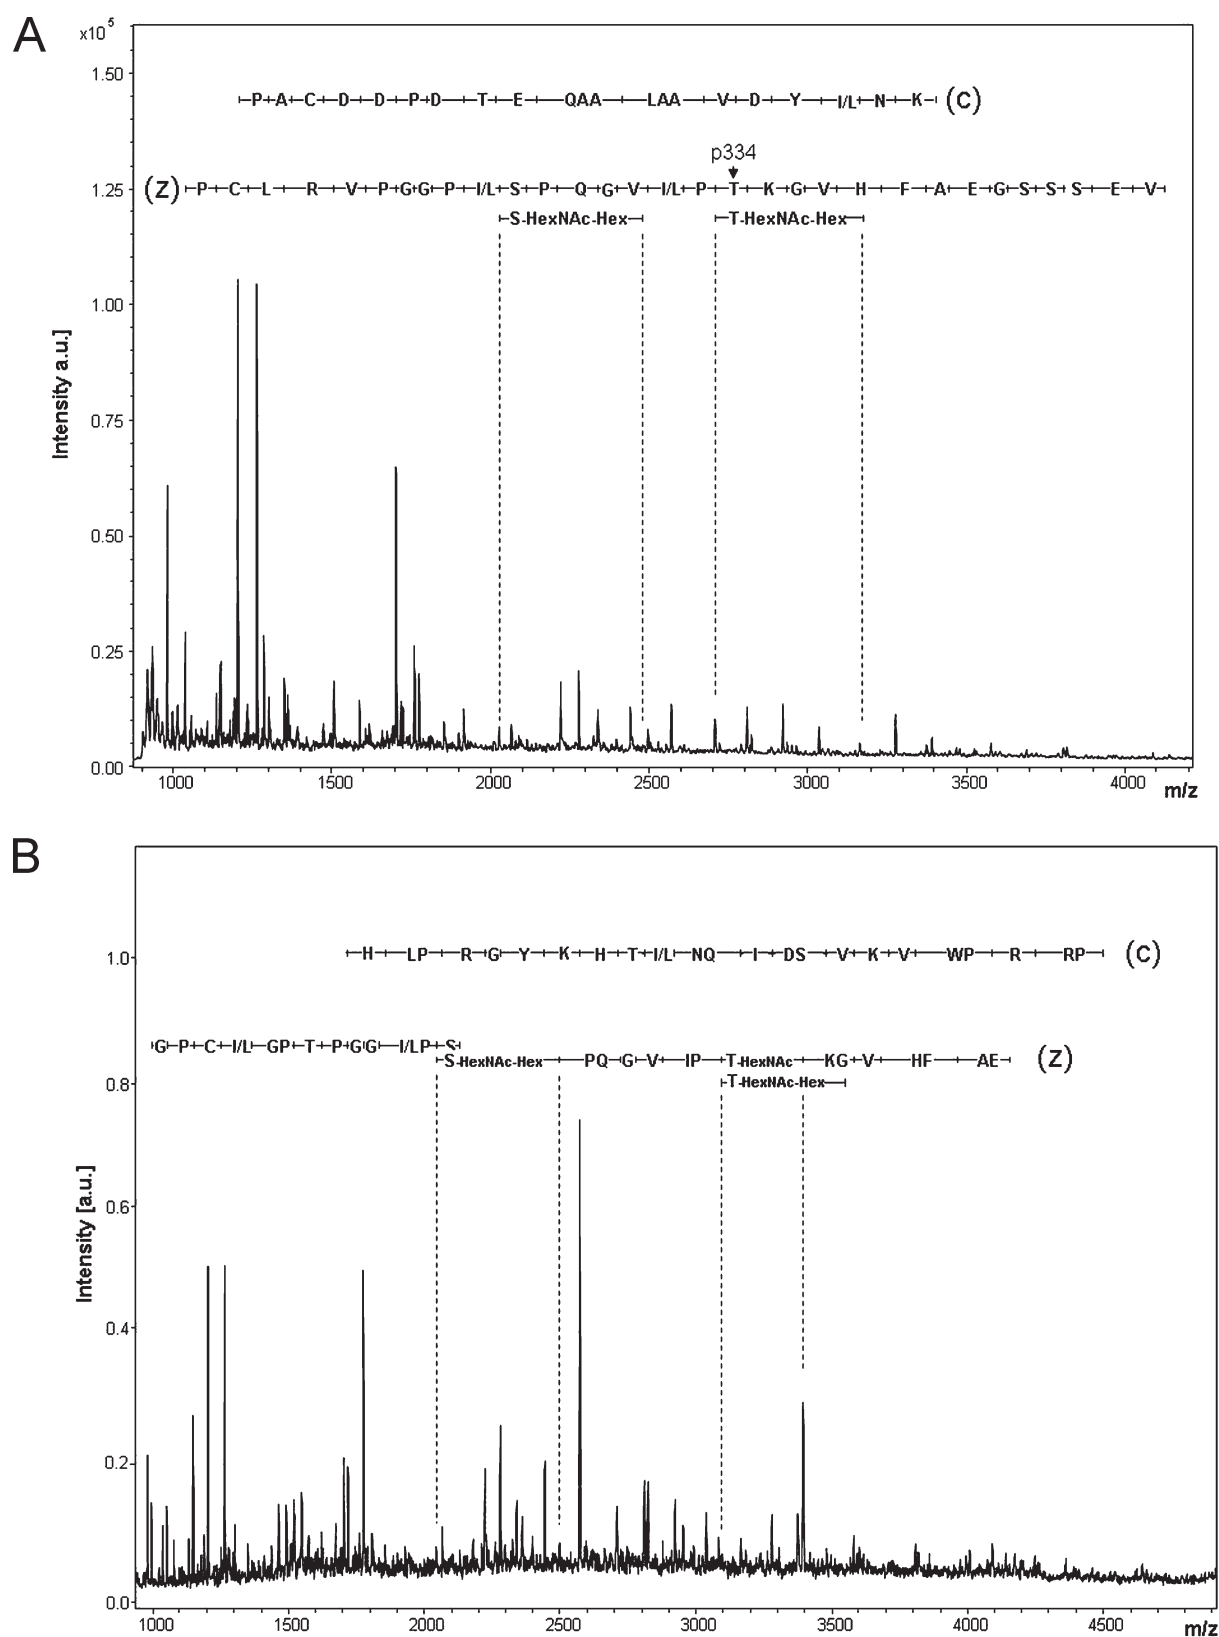 A
x10^5
1.50
1.25
1.00
0.75
0.50
0.25
0.00
Intensity a.u.]
P A C D D P D T E QAA LAA V D Y I/L N K (c)
p334
(z) P C L R V P G G P I/L S P Q G V I/L P T K G V H F A E G S S S E V
S-HexNAc-Hex T-HexNAc-Hex
1000 1500 2000 2500 3000 3500 4000
m/z
B
1.0
0.8
0.6
0.4
0.2
0.0
Intensity [a.u.]
H LP R G Y K H T I/L NQ I DS V K V WP R RP (c)
G P C I/L GP T P G G I/LP S
S-HexNAc-Hex PQ G V IP T-HexNAc KG V HF AE (z)
T-HexNAc-Hex
1000 1500 2000 2500 3000 3500 4000 4500
m/z